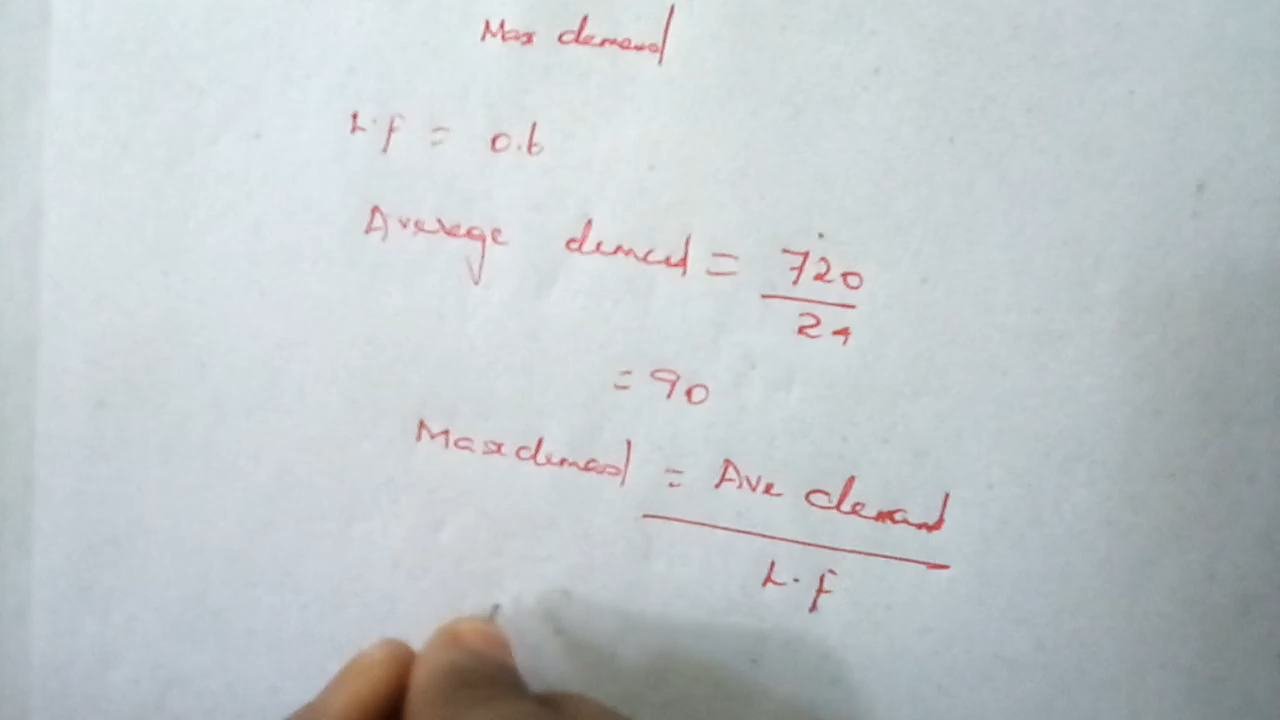 Max demand
L.f = 0.6
Average demand = 720
24
= 90
Max demand = Ave demand
L.f